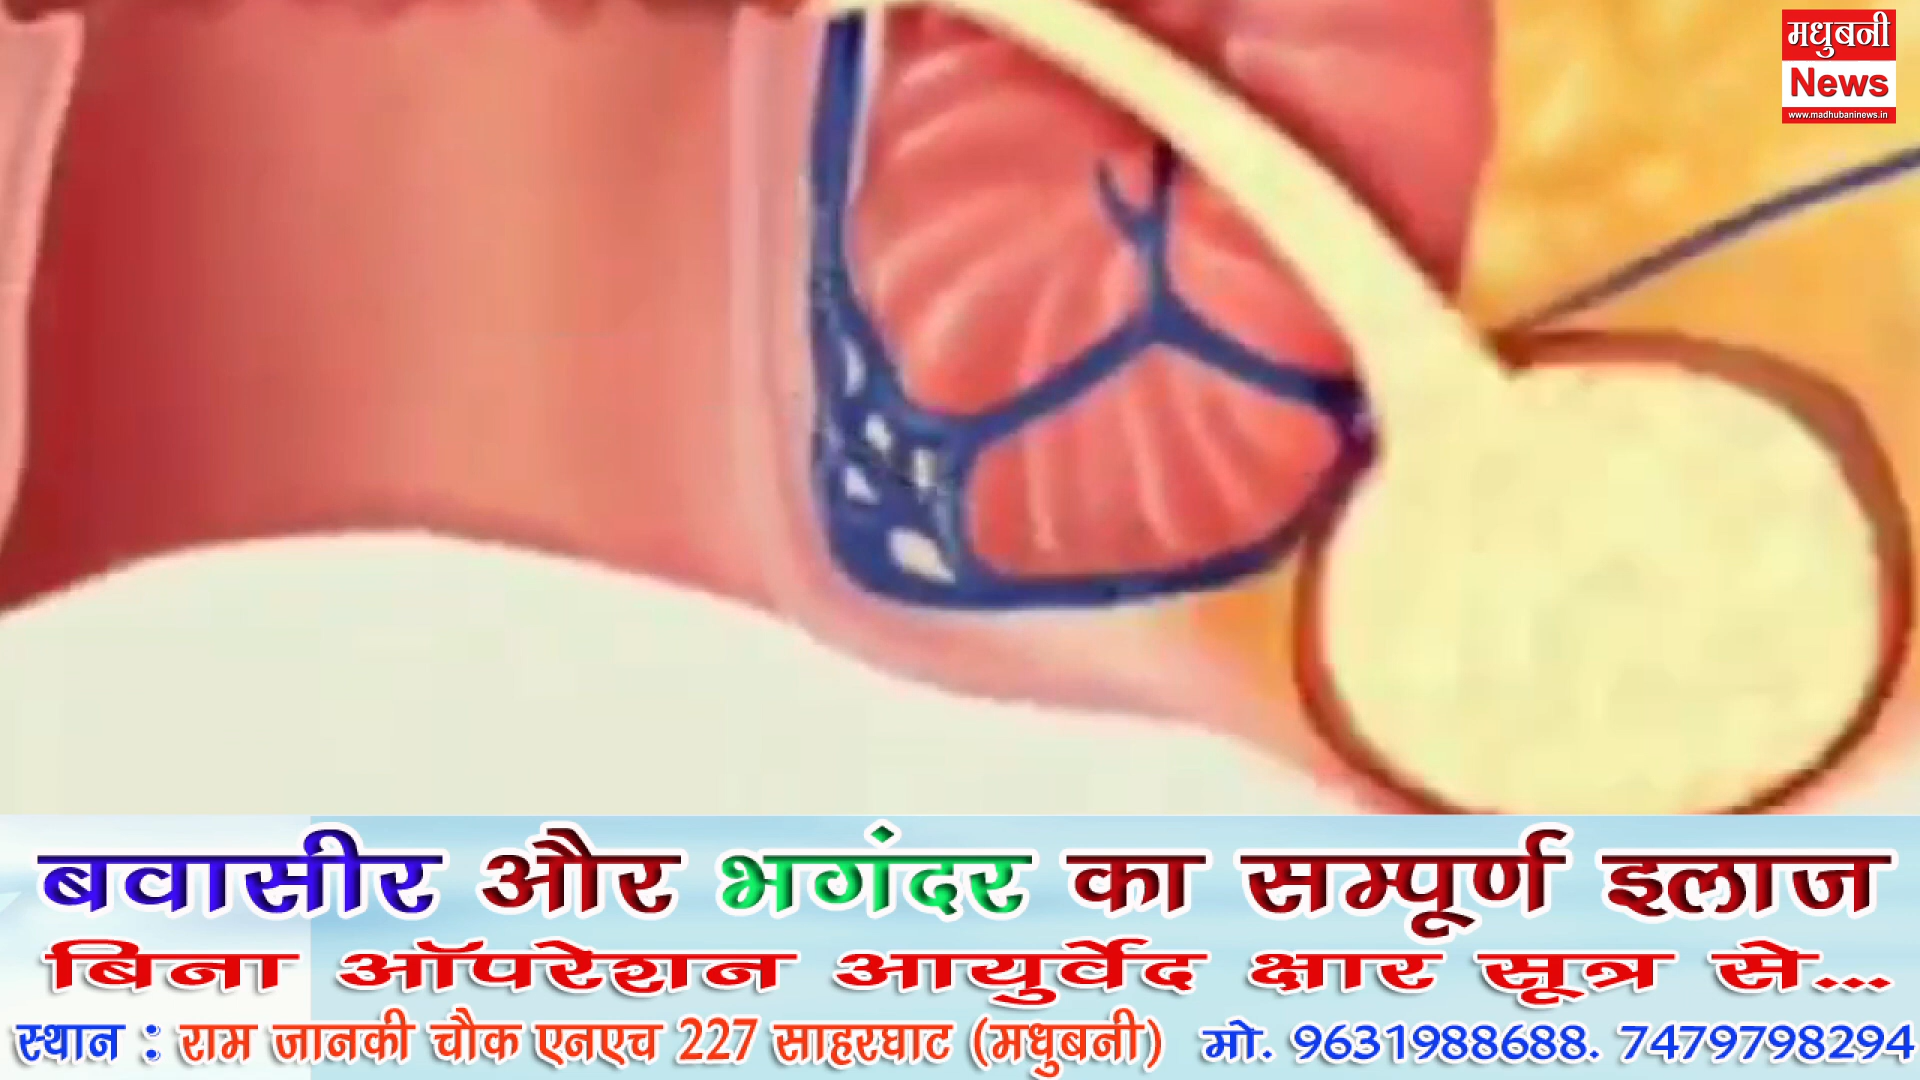 मधुबनी
News
www.madhubaninews.in
बवासीर और भगंदर का सम्पूर्ण इलाज
बिना ऑपरेशन आयुर्वेद क्षार सूत्र से...
स्थान : राम जानकी चौक एनएच 227 साहरघाट (मधुबनी) मो. 9631988688. 7479798294